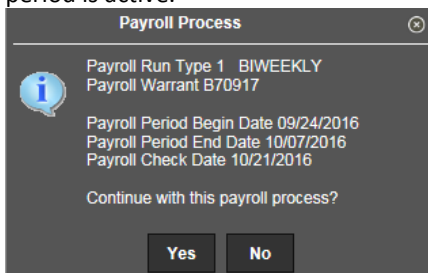 period is active.
Payroll Process
Payroll Run Type 1 BIWEEKLY
Payroll Warrant B70917
Payroll Period Begin Date 09/24/2016
Payroll Period End Date 10/07/2016
Payroll Check Date 10/21/2016
Continue with this payroll process?
Yes No